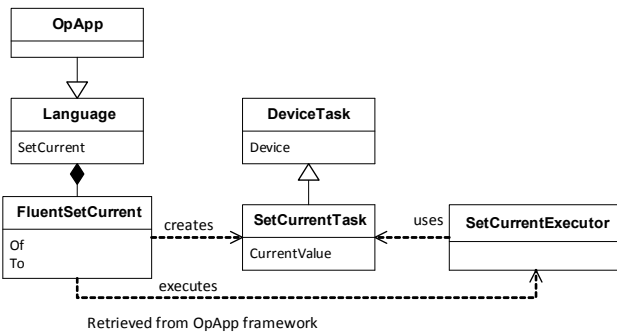 OpApp
Language
SetCurrent
DeviceTask
Device
FluentSetCurrent
Of
To
creates
SetCurrentTask
CurrentValue
uses
SetCurrentExecutor
executes
Retrieved from OpApp framework